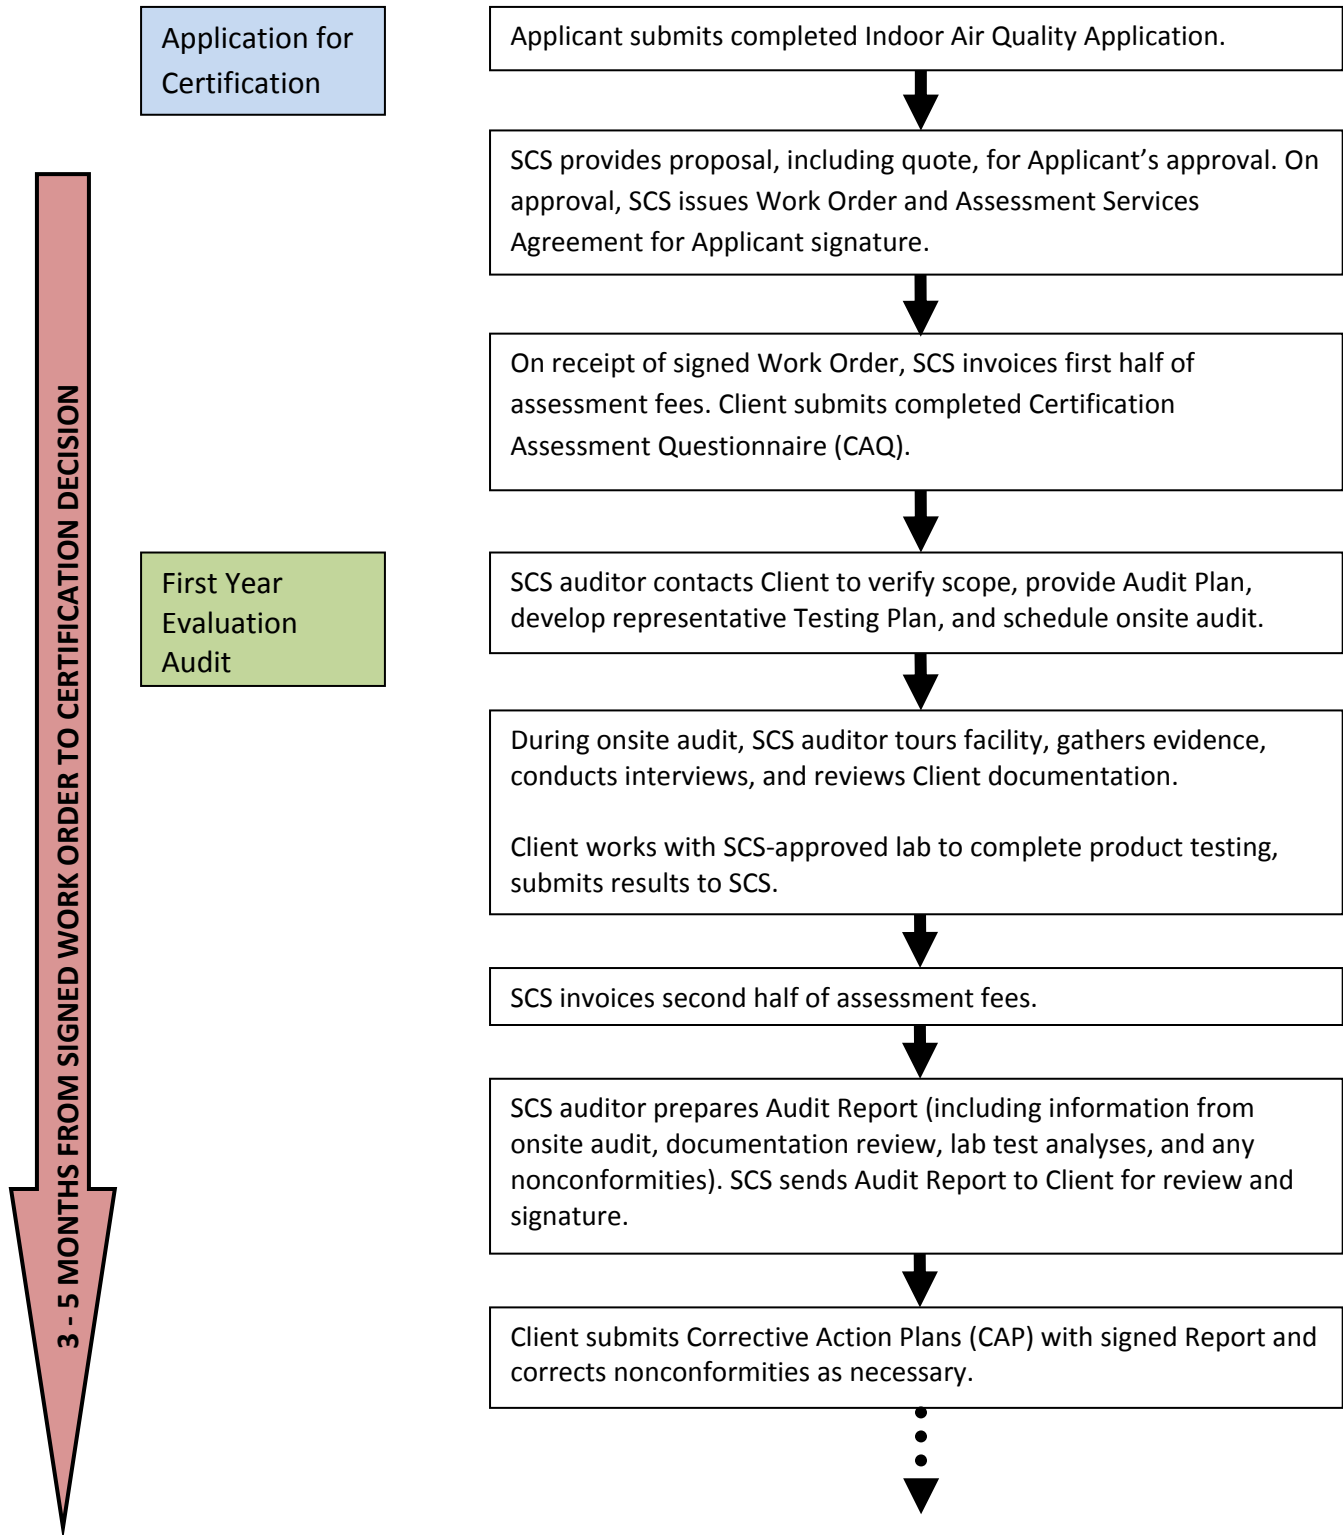 Application for
Certification
Applicant submits completed Indoor Air Quality Application.
SCS provides proposal, including quote, for Applicant’s approval. On
approval, SCS issues Work Order and Assessment Services
Agreement for Applicant signature.
On receipt of signed Work Order, SCS invoices first half of
assessment fees. Client submits completed Certification
Assessment Questionnaire (CAQ).
3 - 5 MONTHS FROM SIGNED WORK ORDER TO CERTIFICATION DECISION
First Year
Evaluation
Audit
SCS auditor contacts Client to verify scope, provide Audit Plan,
develop representative Testing Plan, and schedule onsite audit.
During onsite audit, SCS auditor tours facility, gathers evidence,
conducts interviews, and reviews Client documentation.
Client works with SCS-approved lab to complete product testing,
submits results to SCS.
SCS invoices second half of assessment fees.
SCS auditor prepares Audit Report (including information from
onsite audit, documentation review, lab test analyses, and any
nonconformities). SCS sends Audit Report to Client for review and
signature.
Client submits Corrective Action Plans (CAP) with signed Report and
corrects nonconformities as necessary.